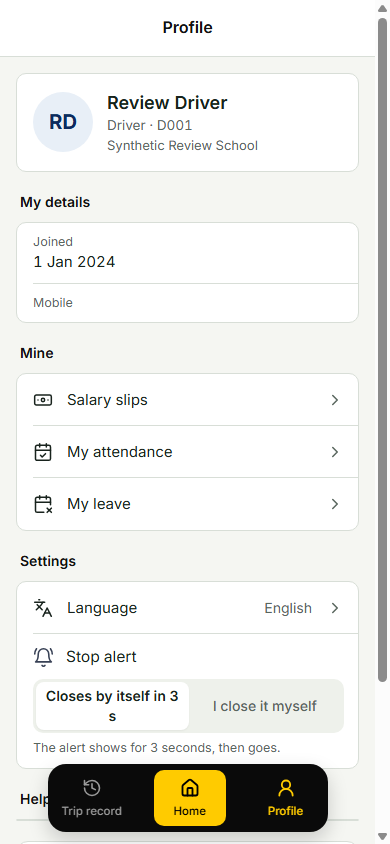 Profile
RD
Review Driver
Driver · D001
Synthetic Review School
My details
Joined
1 Jan 2024
Mobile
Mine
Salary slips
My attendance
My leave
Settings
Language English
Stop alert
Closes by itself in 3
s
I close it myself
The alert shows for 3 seconds, then goes.
Help
Trip record
Home
Profile